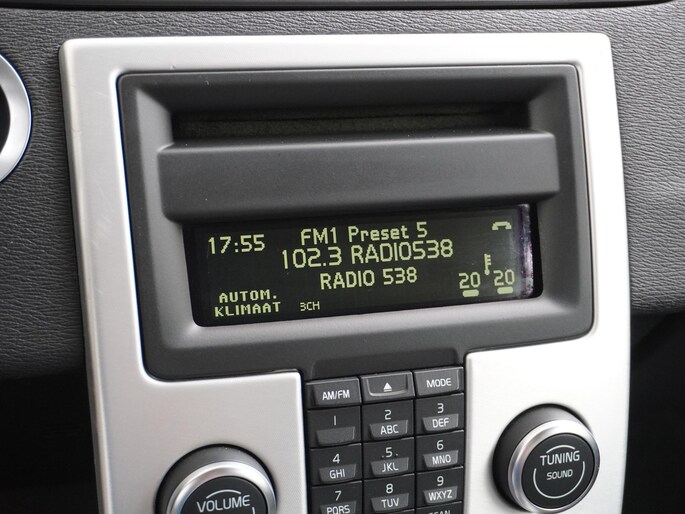 17:55
FM1 Preset 5
102.3 RADIO538
RADIO 538
20 20
AUTOM.
KLIMAAT
3CH
AM/FM
MODE
1
2
ABC
3
DEF
4
GHI
5
JKL
6
MNO
7
PQRS
8
TUV
9
WXYZ
VOLUME
TUNING
SOUND